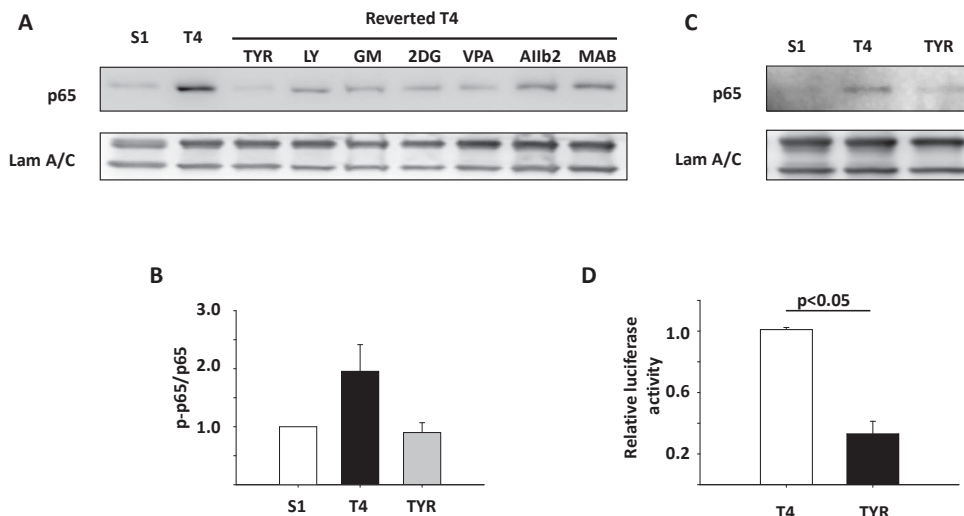 A
Reverted T4
S1 T4 TYR LY GM 2DG VPA AIIb2 MAB
p65
Lam A/C
C
S1 T4 TYR
p65
Lam A/C
B
p-p65/p65
3.0
2.0
1.0
S1 T4 TYR
D
p<0.05
Relative luciferase
activity
1.0
0.6
0.2
T4 TYR